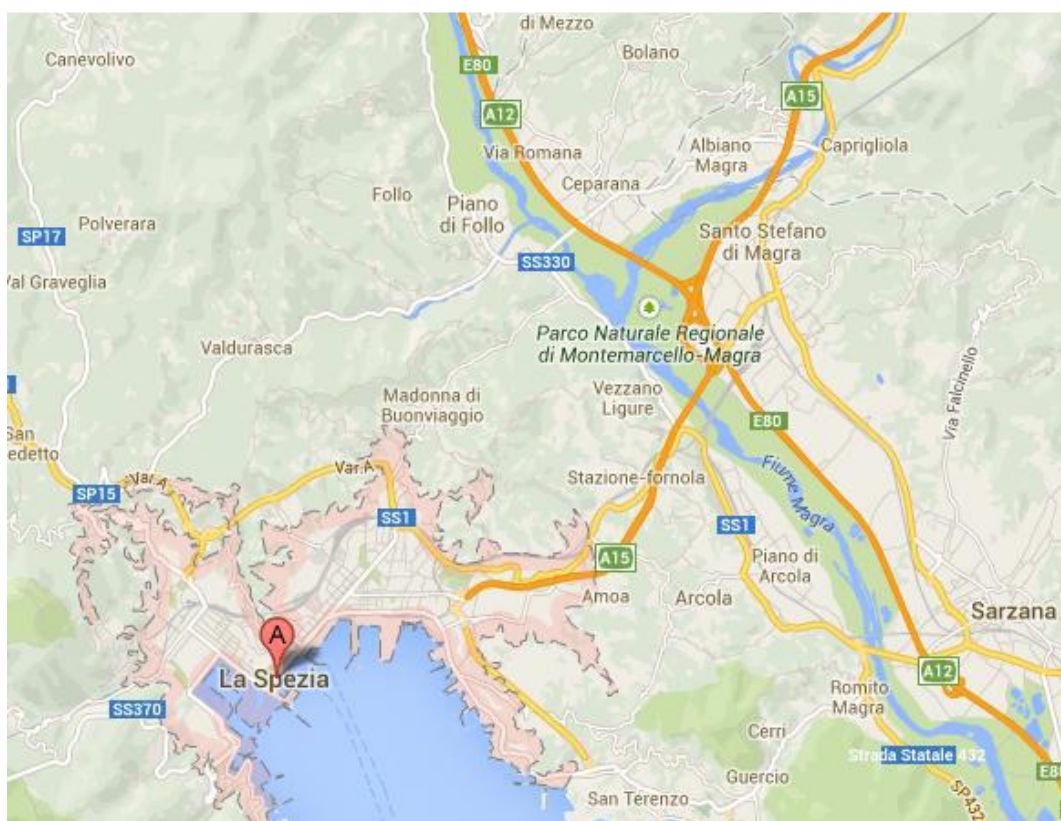 di Mezzo
Canevolivo
Bolano
E80
A15
A12
Via Romana
Albiano
Magra
Caprigliola
Ceparana
Follo
Piano
di Follo
Polverara
SP17
Santo Stefano
di Magra
SS330
Val Graveglia
Parco Naturale Regionale
di Montemarcello-Magra
Valdurasca
Via Falcinello
Madonna di
Buonviaggio
Vezzano
Ligure
E80
San
edetto
Var.A
Var.A
Stazione-fornola
Fiume Magra
SP15
SS1
SS1
A15
Piano di
Arcola
Amoa
Arcola
Sarzana
A
La Spezia
A12
Romito
Magra
SS370
Cerri
Strada Statale 432
Guercio
E80
San Terenzo
SP432